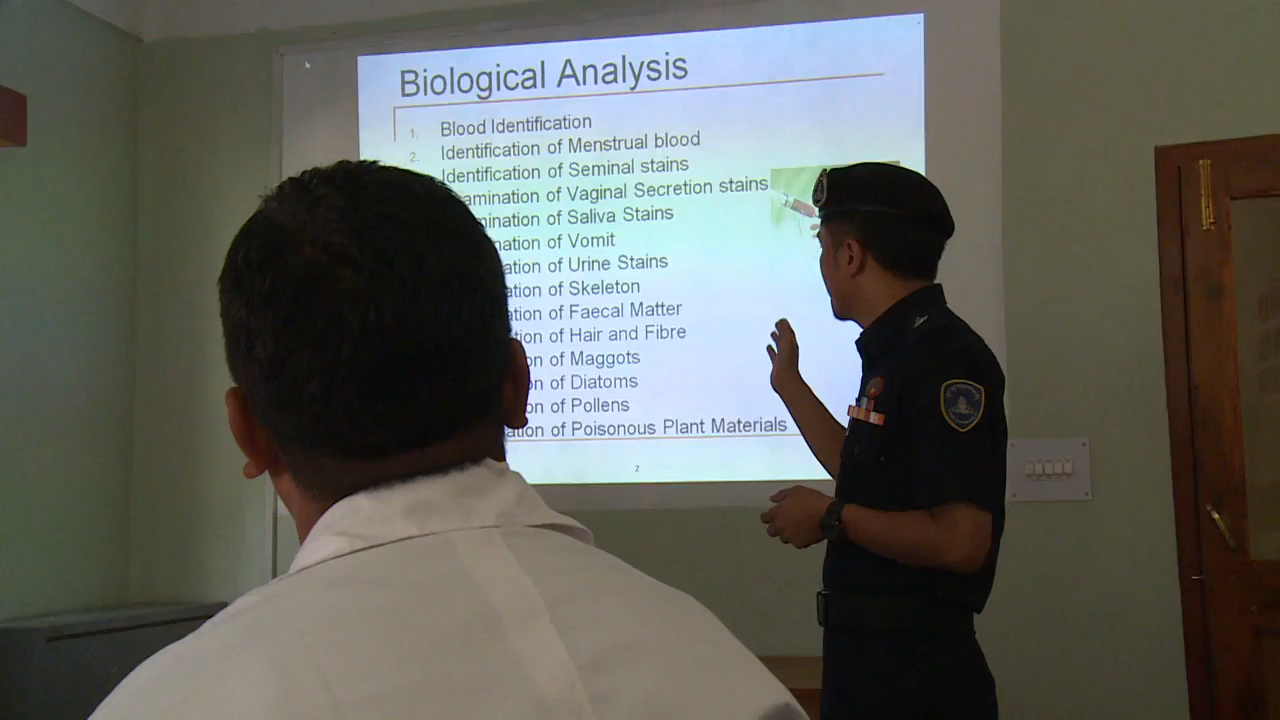 Biological Analysis
1. Blood Identification
2. Identification of Menstrual blood
Identification of Seminal stains
amination of Vaginal Secretion stains
mination of Saliva Stains
nation of Vomit
ation of Urine Stains
ation of Skeleton
ation of Faecal Matter
tion of Hair and Fibre
on of Maggots
on of Diatoms
on of Pollens
ation of Poisonous Plant Materials
2